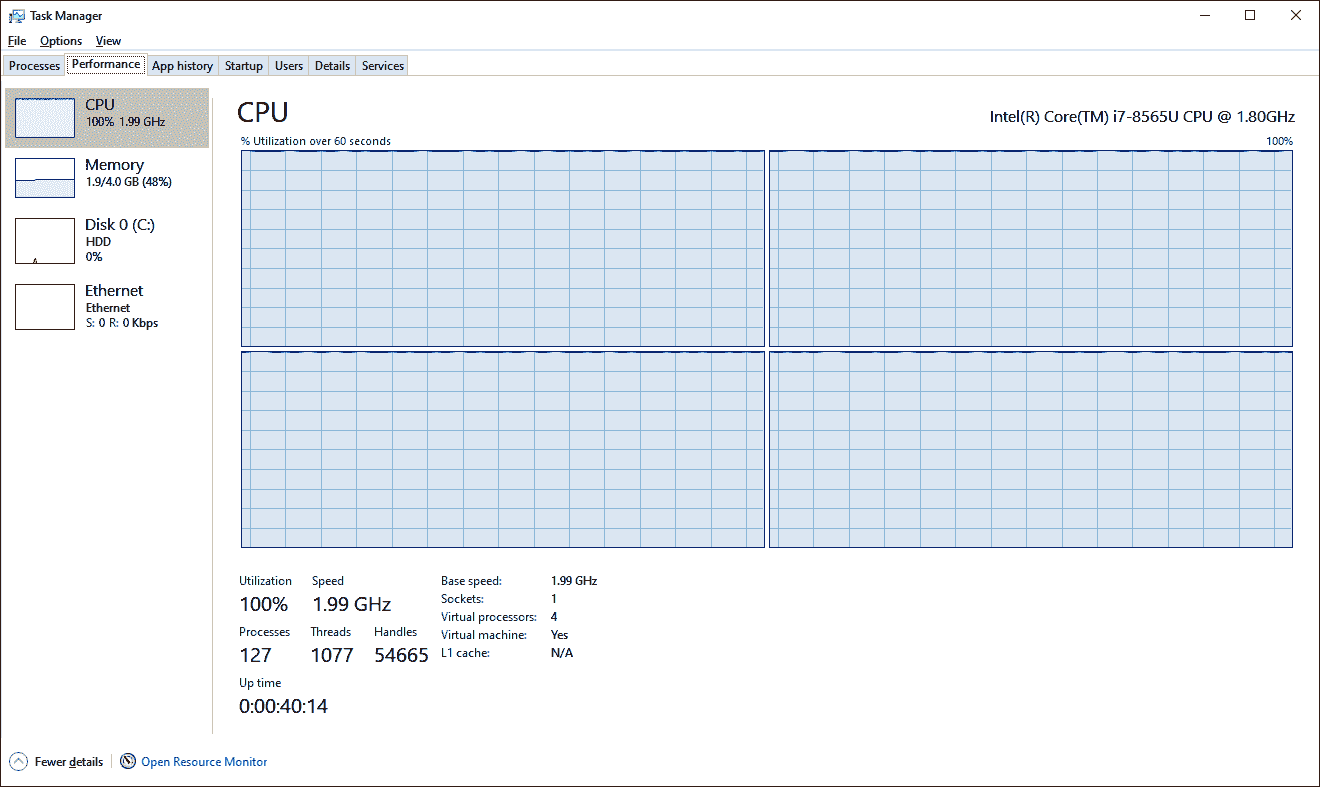 Task Manager
File Options View
Processes Performance App history Startup Users Details Services
CPU
100% 1.99 GHz
Memory
1.9/4.0 GB (48%)
Disk 0 (C:)
HDD
0%
Ethernet
Ethernet
S: 0 R: 0 Kbps
CPU
Intel(R) Core(TM) i7-8565U CPU @ 1.80GHz
% Utilization over 60 seconds
100%
Utilization Speed
100% 1.99 GHz
Processes Threads Handles
127 1077 54665
Up time
0:00:40:14
Base speed: 1.99 GHz
Sockets: 1
Virtual processors: 4
Virtual machine: Yes
L1 cache: N/A
Fewer details
Open Resource Monitor